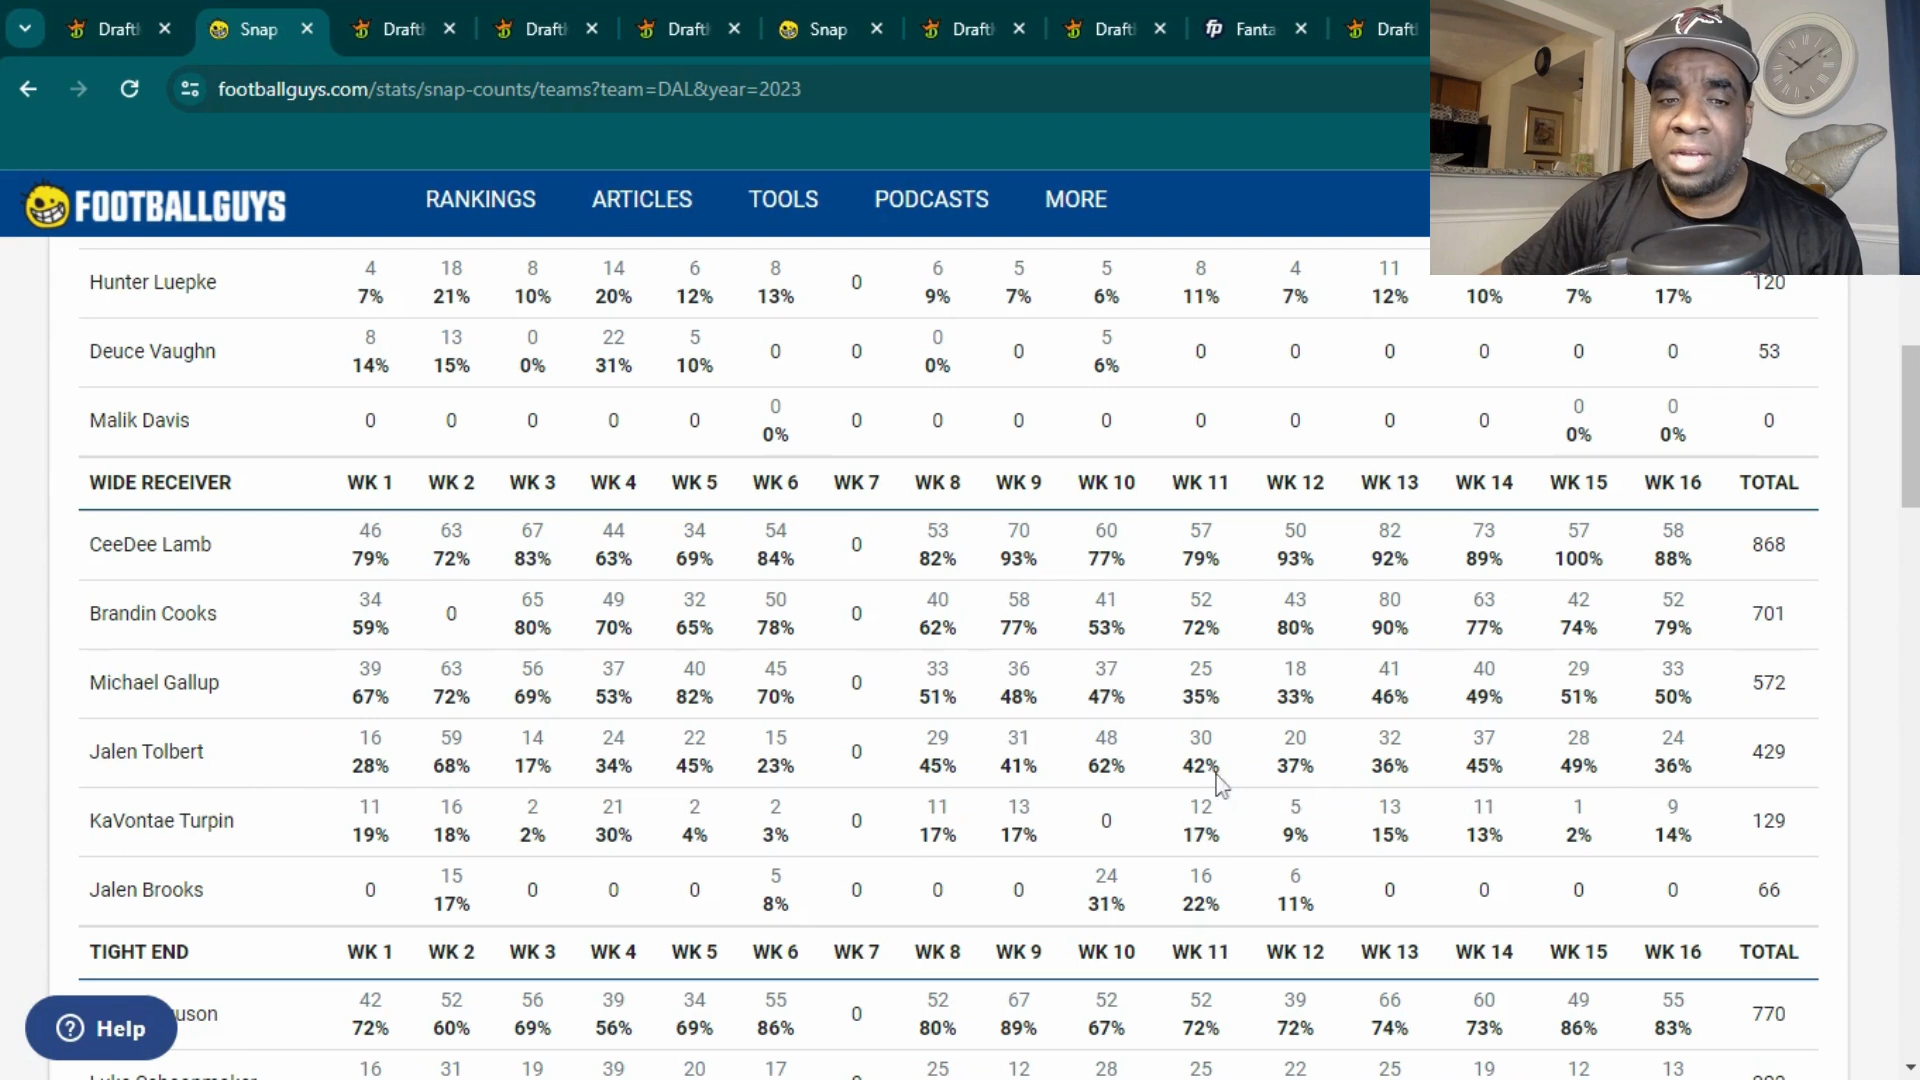 Draftl Snap Draftl Draftl Draftl Snap Draftl Draftl fp Fanta Draftl
footballguys.com/stats/snap-counts/teams?team=DAL&year=2023
FOOTBALLGUYS RANKINGS ARTICLES TOOLS PODCASTS MORE
4 18 8 14 6 8 6 5 5 8 4 11
Hunter Luepke 0 120
7% 21% 10% 20% 12% 13% 9% 7% 6% 11% 7% 12% 10% 7% 17%
8 13 0 22 5 0 5
Deuce Vaughn 0 0 0 0 0 0 0 0 0 53
14% 15% 0% 31% 10% 0% 6%
0 0 0
Malik Davis 0 0 0 0 0 0 0 0 0 0 0 0 0 0
0% 0% 0%
WIDE RECEIVER WK 1 WK 2 WK 3 WK 4 WK 5 WK 6 WK 7 WK 8 WK 9 WK 10 WK 11 WK 12 WK 13 WK 14 WK 15 WK 16 TOTAL
46 63 67 44 34 54 53 70 60 57 50 82 73 57 58
CeeDee Lamb 0 868
79% 72% 83% 63% 69% 84% 82% 93% 77% 79% 93% 92% 89% 100% 88%
34 65 49 32 50 40 58 41 52 43 80 63 42 52
Brandin Cooks 0 0 701
59% 80% 70% 65% 78% 62% 77% 53% 72% 80% 90% 77% 74% 79%
39 63 56 37 40 45 33 36 37 25 18 41 40 29 33
Michael Gallup 0 572
67% 72% 69% 53% 82% 70% 51% 48% 47% 35% 33% 46% 49% 51% 50%
16 59 14 24 22 15 29 31 48 30 20 32 37 28 24
Jalen Tolbert 0 429
28% 68% 17% 34% 45% 23% 45% 41% 62% 42% 37% 36% 45% 49% 36%
11 16 2 21 2 2 11 13 12 5 13 11 1 9
KaVontae Turpin 0 0 129
19% 18% 2% 30% 4% 3% 17% 17% 17% 9% 15% 13% 2% 14%
15 5 24 16 6
Jalen Brooks 0 0 0 0 0 0 0 0 0 0 0 66
17% 8% 31% 22% 11%
TIGHT END WK 1 WK 2 WK 3 WK 4 WK 5 WK 6 WK 7 WK 8 WK 9 WK 10 WK 11 WK 12 WK 13 WK 14 WK 15 WK 16 TOTAL
42 52 56 39 34 55 52 67 52 52 39 66 60 49 55
uson 0 770
72% 60% 69% 56% 69% 86% 80% 89% 67% 72% 72% 74% 73% 86% 83%
Help
16 31 19 39 20 17 25 12 28 25 22 25 19 12 13